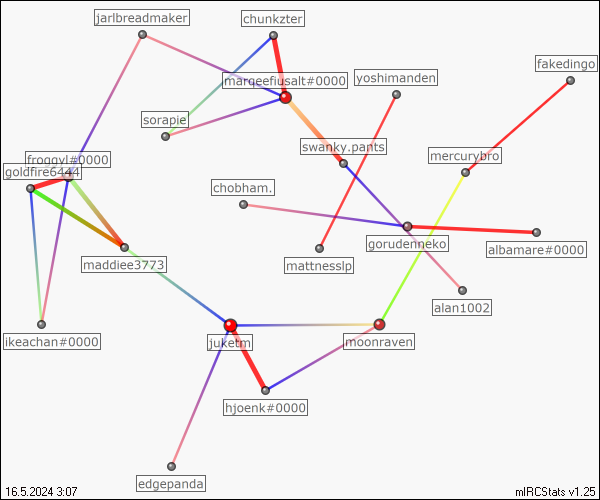 jarlbreadmaker
chunkzter
fakedingo
marqeefiusalt#0000
yoshimanden
sorapie
swanky.pants
mercurybro
froggyl#0000
goldfire6444
chobham.
gorudenneko
albamare#0000
maddiee3773
mattnesslp
alan1002
ikeachan#0000
juketm
moonraven
hjoenk#0000
edgepanda
16.5.2024 3:07
mIRCStats v1.25